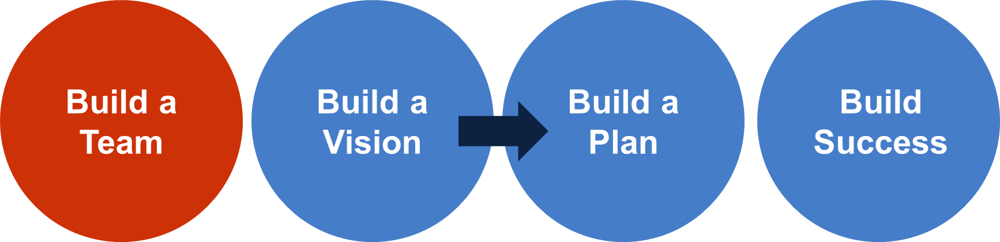 Build a
Team
Build a
Vision
Build a
Plan
Build
Success